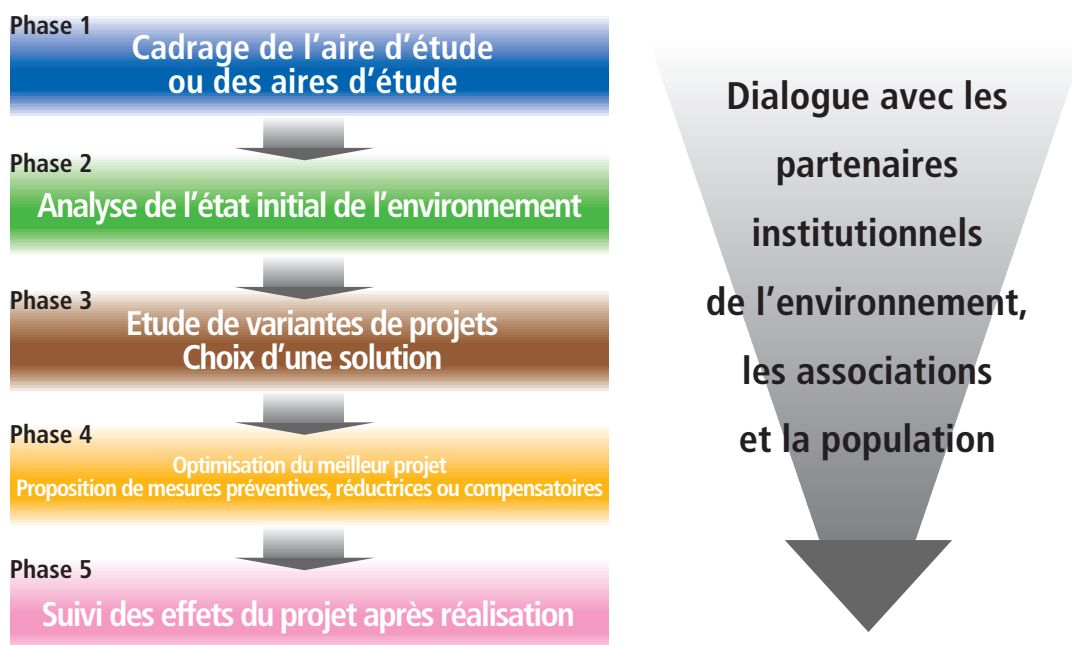 Phase 1
Cadrage de l'aire d'étude
ou des aires d'étude
Phase 2
Analyse de l'état initial de l'environnement
Phase 3
Etude de variantes de projets
Choix d'une solution
Phase 4
Optimisation du meilleur projet
Proposition de mesures préventives, réductrices ou compensatoires
Phase 5
Suivi des effets du projet après réalisation
Dialogue avec les
partenaires
institutionnels
de l'environnement,
les associations
et la population